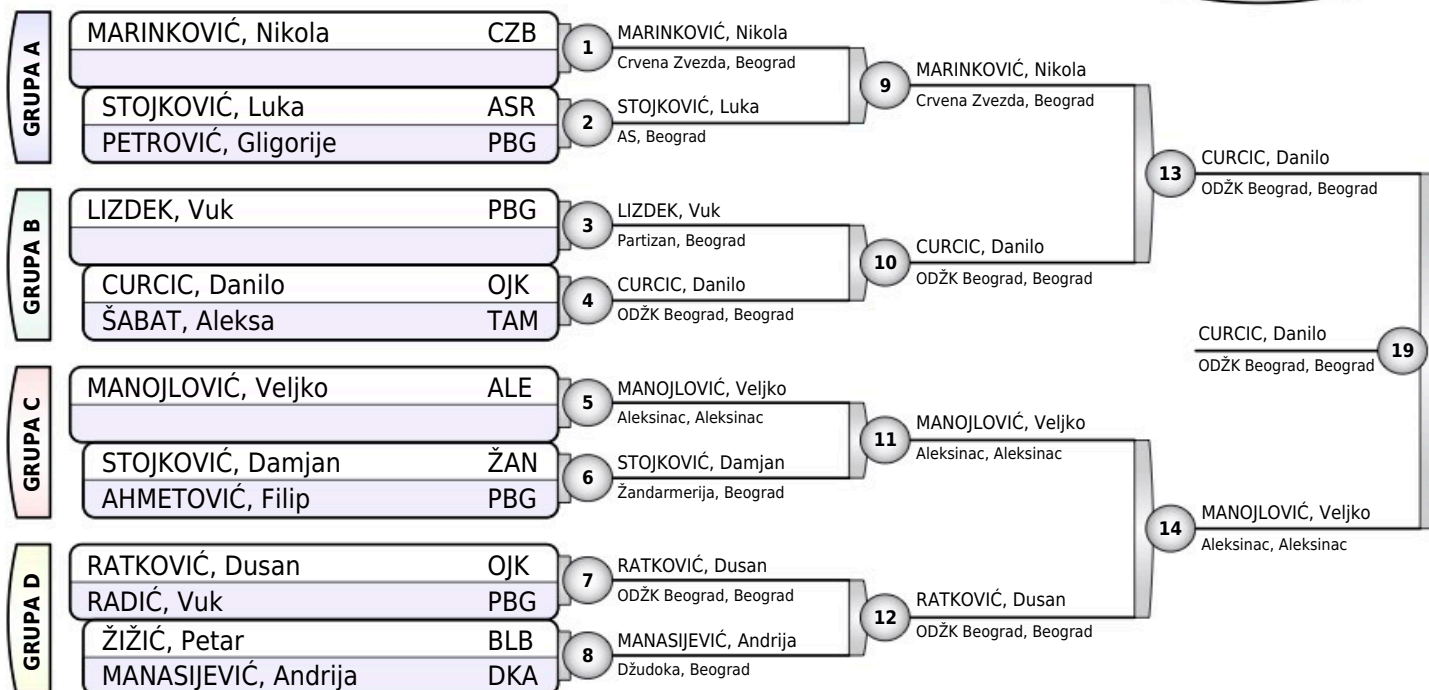 GRUPA A
MARINKOVIĆ, Nikola CZB
STOJKOVIĆ, Luka ASR
PETROVIĆ, Gligorije PBG
GRUPA B
LIZDEK, Vuk PBG
CURCIC, Danilo OJK
ŠABAT, Aleksa TAM
GRUPA C
MANOJLOVIĆ, Veljko ALE
STOJKOVIĆ, Damjan ŽAN
AHMETOVIĆ, Filip PBG
GRUPA D
RATKOVIĆ, Dusan OJK
RADIĆ, Vuk PBG
ŽIŽIĆ, Petar BLB
MANASIJEVIĆ, Andrija DKA
1 MARINKOVIĆ, Nikola
Crvena Zvezda, Beograd
2 STOJKOVIĆ, Luka
AS, Beograd
3 LIZDEK, Vuk
Partizan, Beograd
4 CURCIC, Danilo
ODŽK Beograd, Beograd
5 MANOJLOVIĆ, Veljko
Aleksinac, Aleksinac
6 STOJKOVIĆ, Damjan
Žandarmerija, Beograd
7 RATKOVIĆ, Dusan
ODŽK Beograd, Beograd
8 MANASIJEVIĆ, Andrija
Džudoka, Beograd
9 MARINKOVIĆ, Nikola
Crvena Zvezda, Beograd
10 CURCIC, Danilo
ODŽK Beograd, Beograd
11 MANOJLOVIĆ, Veljko
Aleksinac, Aleksinac
12 RATKOVIĆ, Dusan
ODŽK Beograd, Beograd
13 CURCIC, Danilo
ODŽK Beograd, Beograd
14 MANOJLOVIĆ, Veljko
Aleksinac, Aleksinac
CURCIC, Danilo
ODŽK Beograd, Beograd 19